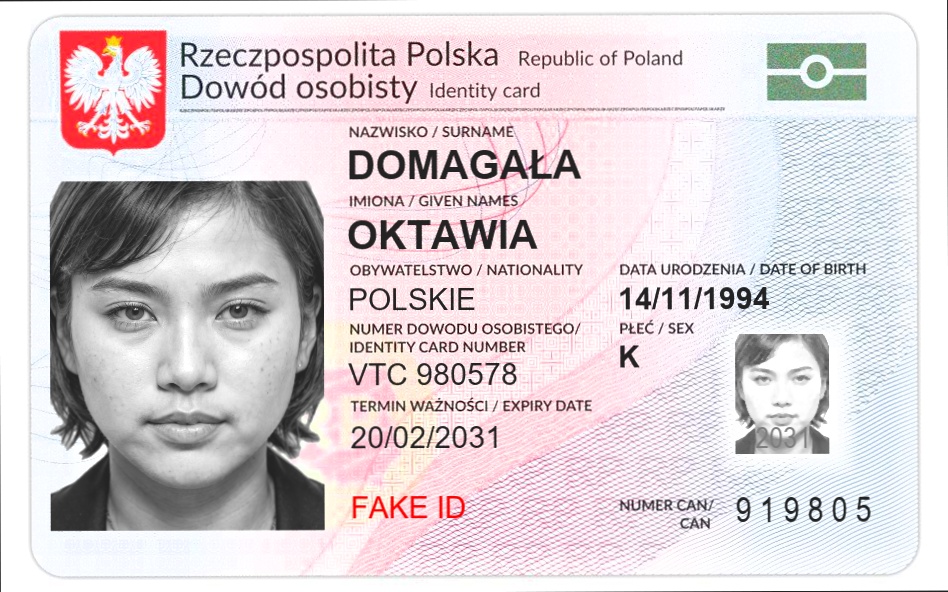 Rzeczpospolita Polska Republic of Poland
Dowód osobisty Identity card
NAZWISKO / SURNAME
DOMAGAŁA
IMIONA / GIVEN NAMES
OKTAWIA
OBYWATELSTWO / NATIONALITY
POLSKIE
DATA URODZENIA / DATE OF BIRTH
14/11/1994
NUMER DOWODU OSOBISTEGO/
IDENTITY CARD NUMBER
VTC 980578
PŁEĆ / SEX
K
TERMIN WAŻNOŚCI / EXPIRY DATE
20/02/2031
2031
FAKE ID
NUMER CAN/
CAN
919805